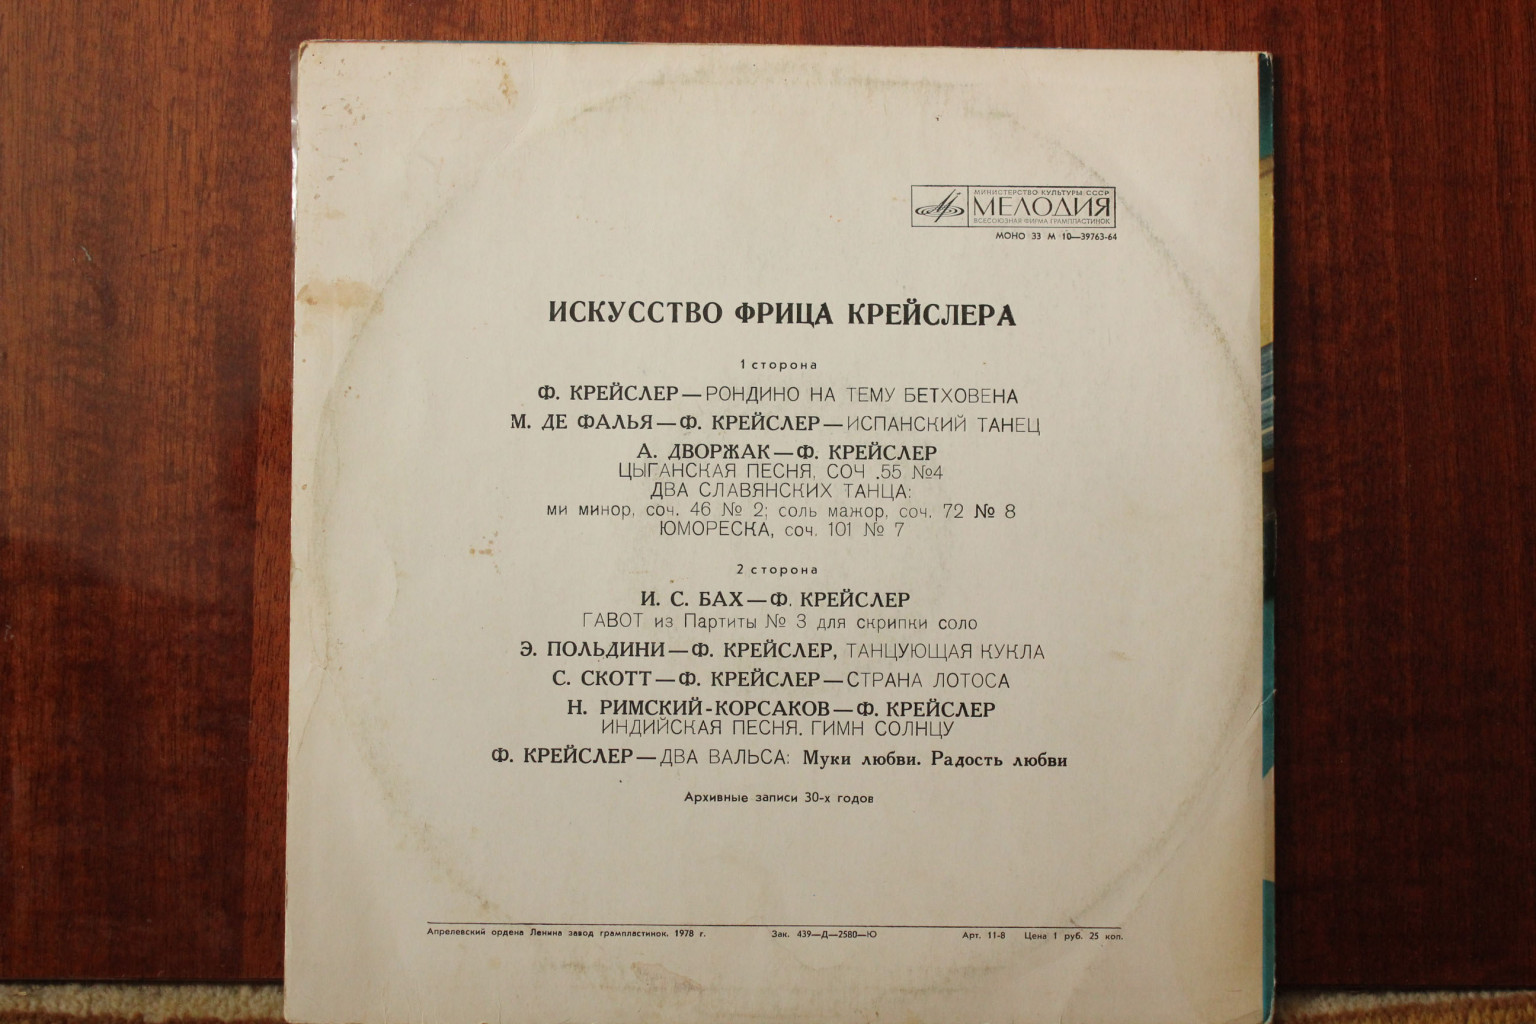 МИНИСТЕРСТВО КУЛЬТУРЫ СССР
МЕЛОДИЯ
ВСЕСОЮЗНАЯ ФИРМА ГРАМПЛАСТИНОК
МОНО 33 М 10—39763-64
ИСКУССТВО ФРИЦА КРЕЙСЛЕРА
1 сторона
Ф. КРЕЙСЛЕР—РОНДИНО НА ТЕМУ БЕТХОВЕНА
М. ДЕ ФАЛЬЯ—Ф. КРЕЙСЛЕР—ИСПАНСКИЙ ТАНЕЦ
А. ДВОРЖАК—Ф. КРЕЙСЛЕР
ЦЫГАНСКАЯ ПЕСНЯ, СОЧ .55 №4
ДВА СЛАВЯНСКИХ ТАНЦА:
ми минор, соч. 46 № 2; соль мажор, соч. 72 № 8
ЮМОРЕСКА, соч. 101 № 7
2 сторона
И. С. БАХ—Ф. КРЕЙСЛЕР
ГАВОТ из Партиты № 3 для скрипки соло
Э. ПОЛЬДИНИ—Ф. КРЕЙСЛЕР, ТАНЦУЮЩАЯ КУКЛА
С. СКОТТ—Ф. КРЕЙСЛЕР—СТРАНА ЛОТОСА
Н. РИМСКИЙ-КОРСАКОВ—Ф. КРЕЙСЛЕР
ИНДИЙСКАЯ ПЕСНЯ. ГИМН СОЛНЦУ
Ф. КРЕЙСЛЕР—ДВА ВАЛЬСА: Муки любви. Радость любви
Архивные записи 30-х годов
Апрелевский ордена Ленина завод грампластинок. 1978 г. Зак. 439—Д—2580—Ю Арт. 11-8 Цена 1 руб. 25 коп.